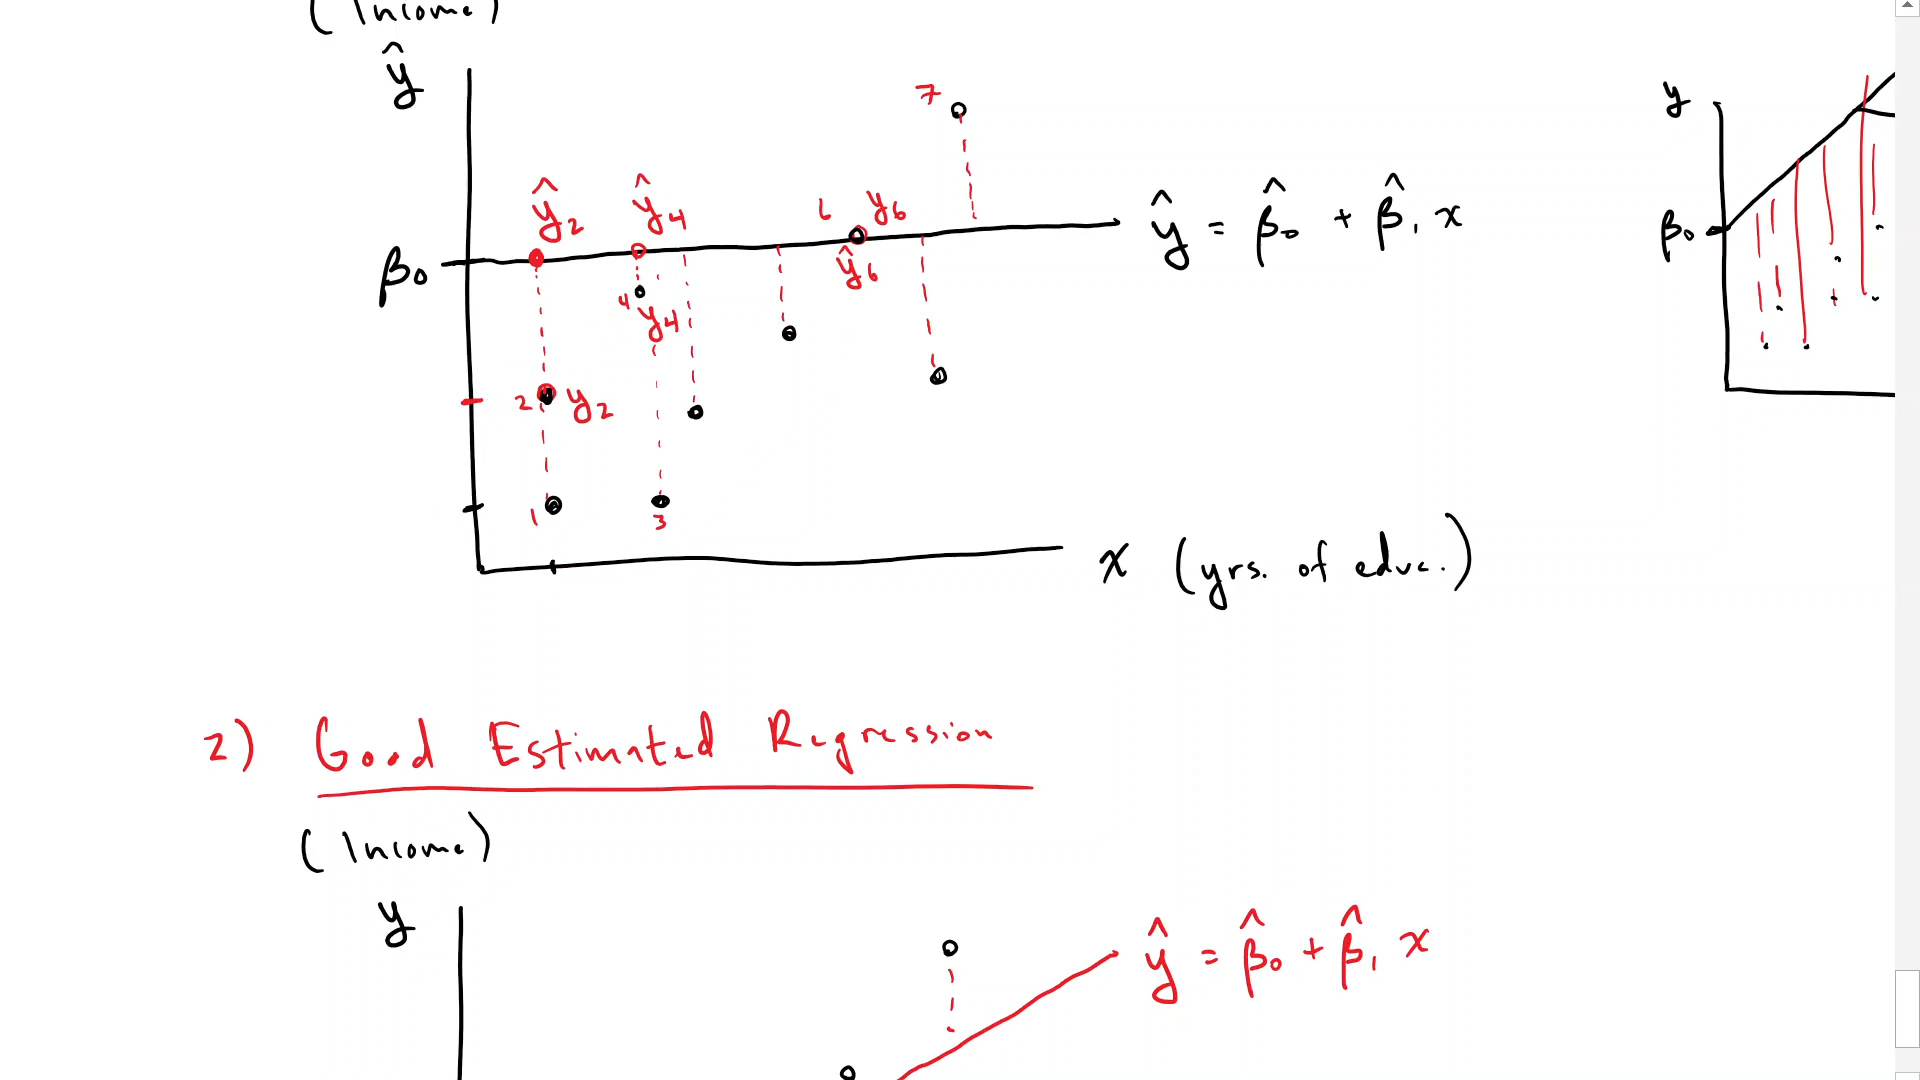 ( Income )
ŷ
7
ŷ₂ ŷ₄ 6 y₆
β₀
ŷ = β̂₀ + β̂₁ x
ŷ₆
4 y₄
2 y₂
1
3
x (yrs. of educ.)
y
β₀
2) Good Estimated Regression
( Income )
y
ŷ = β̂₀ + β̂₁ x